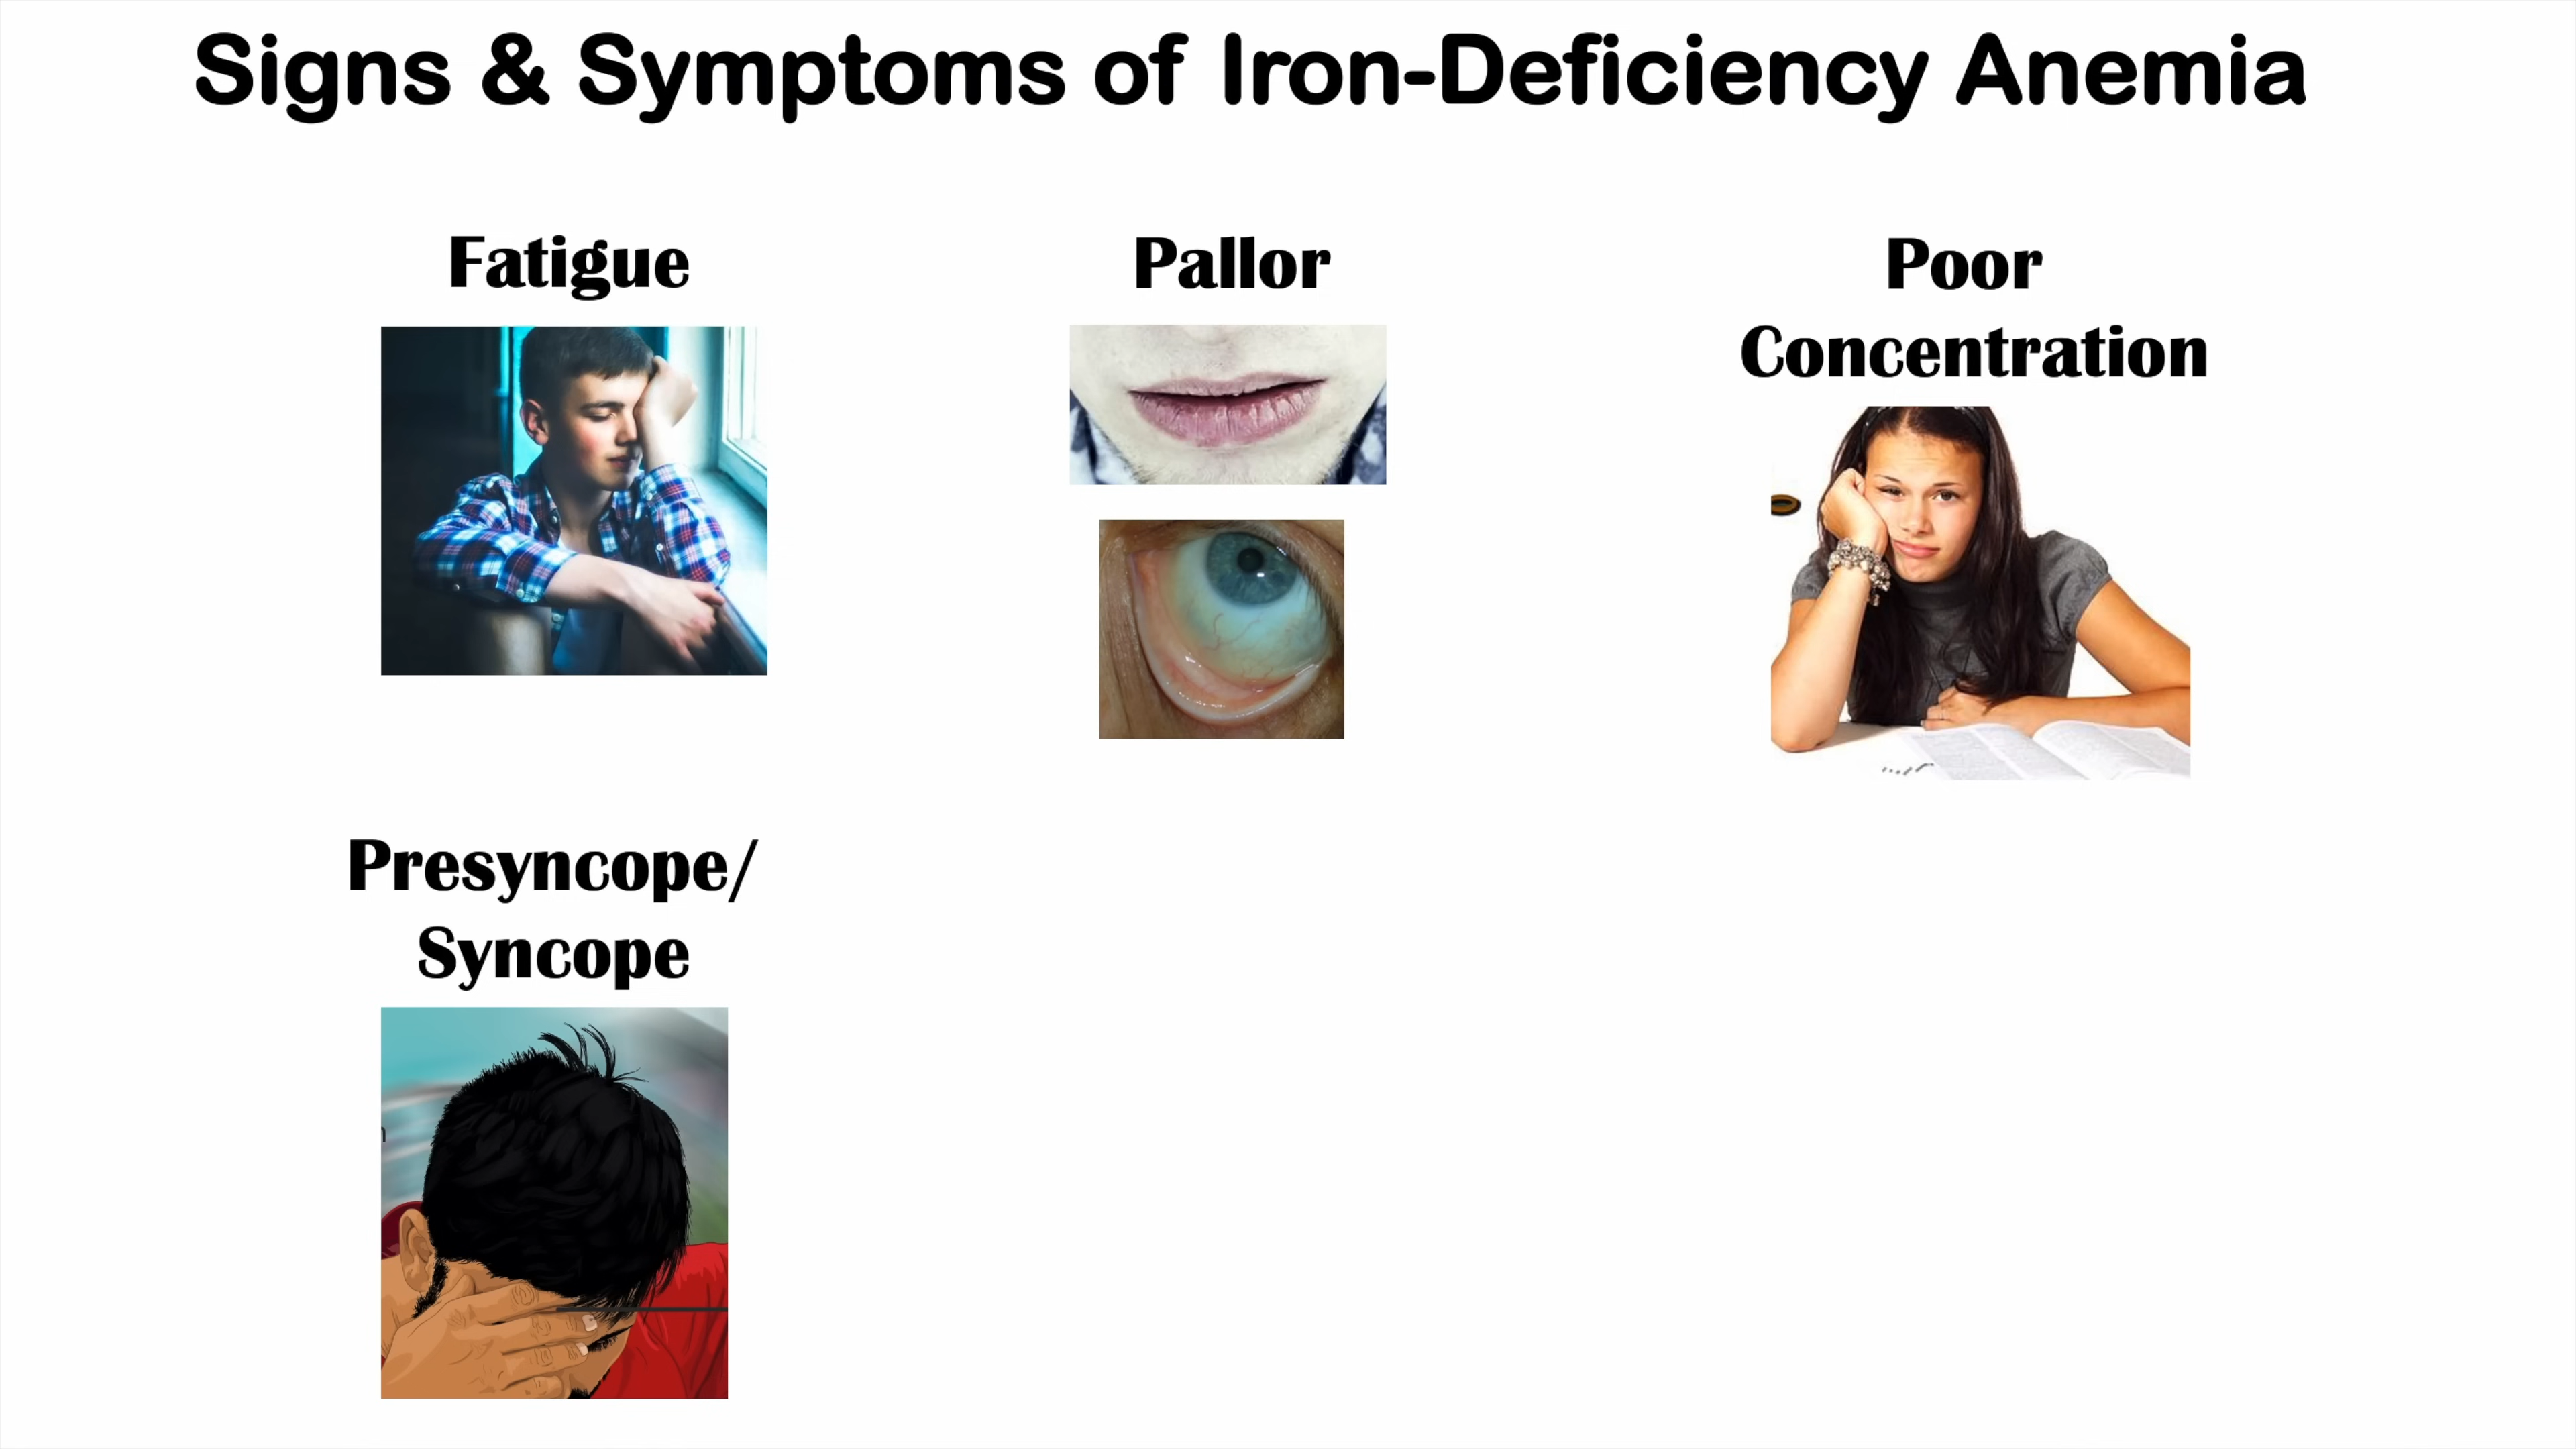 Signs & Symptoms of Iron-Deficiency Anemia
Fatigue
Pallor
Poor
Concentration
Presyncope/
Syncope